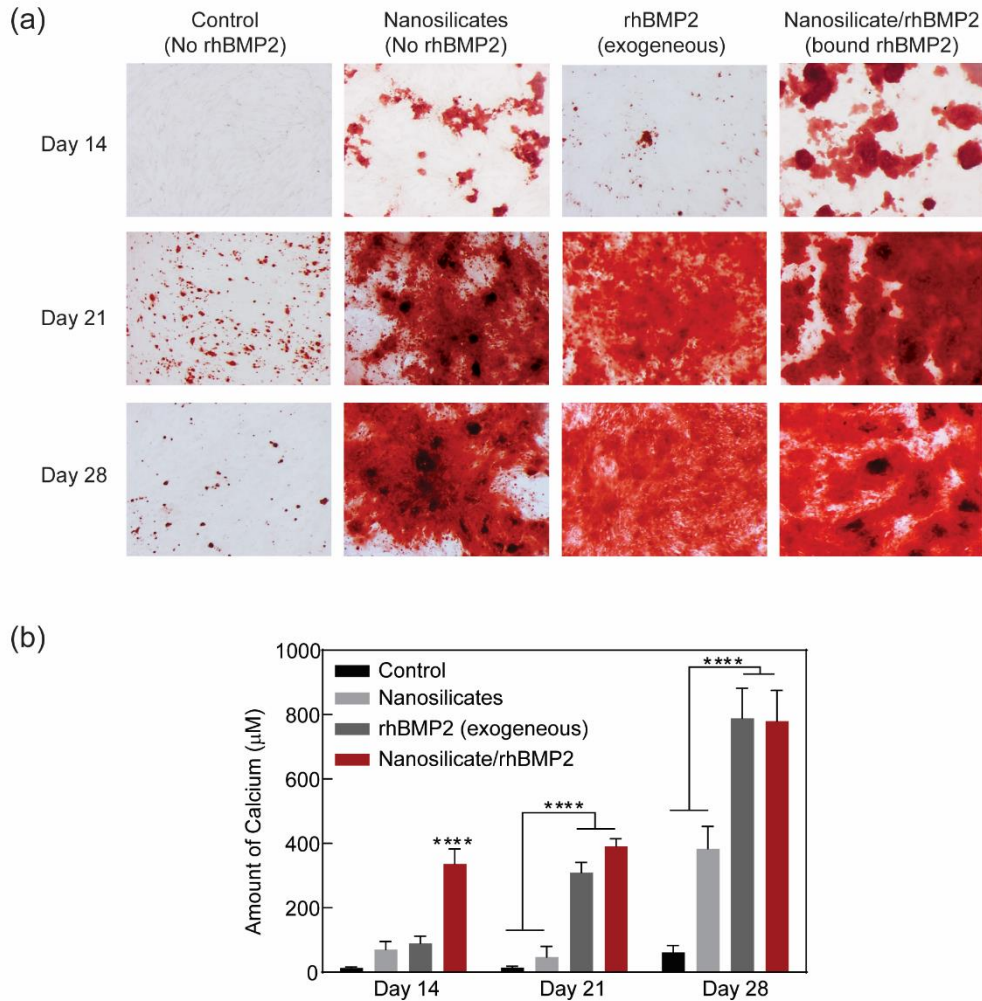 (a)
Control
(No rhBMP2)
Nanosilicates
(No rhBMP2)
rhBMP2
(exogeneous)
Nanosilicate/rhBMP2
(bound rhBMP2)
Day 14
Day 21
Day 28
(b)
Amount of Calcium (μM)
1000
800
600
400
200
0
Control
Nanosilicates
rhBMP2 (exogeneous)
Nanosilicate/rhBMP2
****
****
****
Day 14
Day 21
Day 28